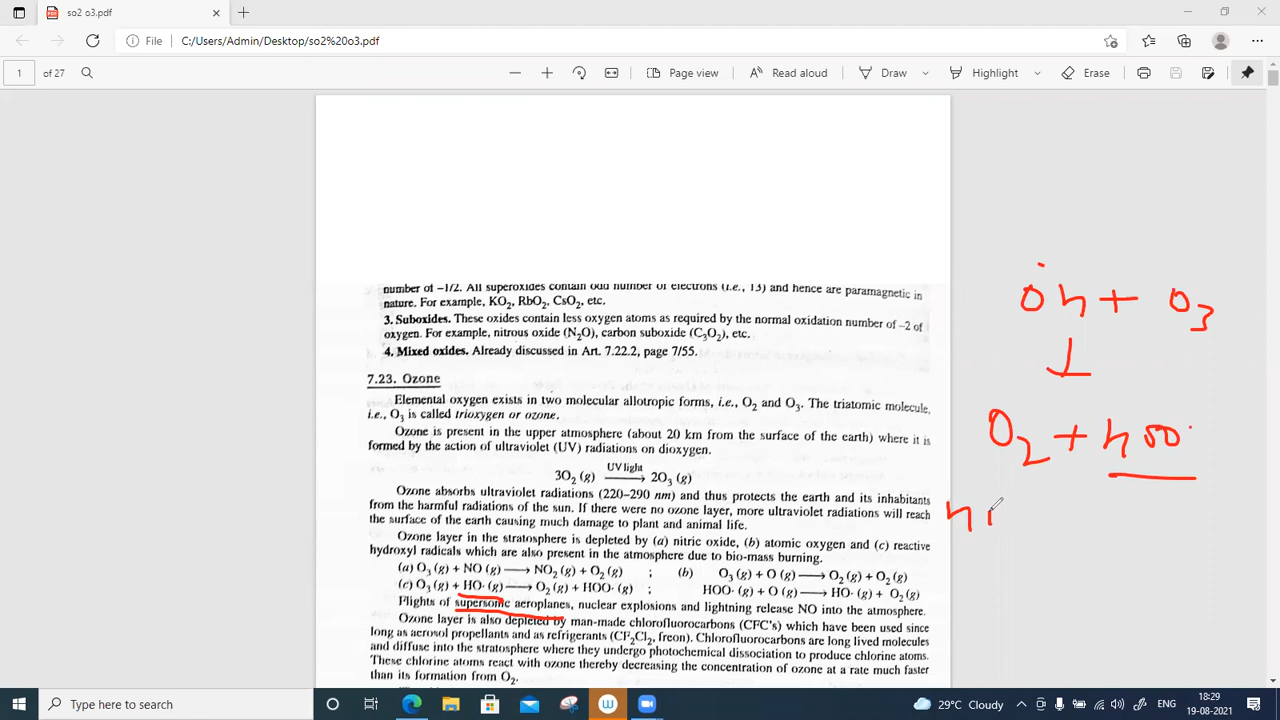 so2 o3.pdf
File C:/Users/Admin/Desktop/so2%20o3.pdf
1 of 27 Page view Read aloud Draw Highlight Erase
number of −1/2. All superoxides contain odd number of electrons (i.e., 13) and hence are paramagnetic in
nature. For example, KO2, RbO2, CsO2, etc.
3. Suboxides. These oxides contain less oxygen atoms as required by the normal oxidation number of −2 of
oxygen. For example, nitrous oxide (N2O), carbon suboxide (C3O2), etc.
4. Mixed oxides. Already discussed in Art. 7.22.2, page 7/55.
7.23. Ozone
Elemental oxygen exists in two molecular allotropic forms, i.e., O2 and O3. The triatomic molecule,
i.e., O3 is called trioxygen or ozone.
Ozone is present in the upper atmosphere (about 20 km from the surface of the earth) where it is
formed by the action of ultraviolet (UV) radiations on dioxygen.
3O2 (g) UV light⟶ 2O3 (g)
Ozone absorbs ultraviolet radiations (220–290 nm) and thus protects the earth and its inhabitants
from the harmful radiations of the sun. If there were no ozone layer, more ultraviolet radiations will reach
the surface of the earth causing much damage to plant and animal life.
Ozone layer in the stratosphere is depleted by (a) nitric oxide, (b) atomic oxygen and (c) reactive
hydroxyl radicals which are also present in the atmosphere due to bio-mass burning.
(a) O3 (g) + NO (g) ⟶ NO2 (g) + O2 (g) ; (b) O3 (g) + O (g) ⟶ O2 (g) + O2 (g)
(c) O3 (g) + HO· (g) ⟶ O2 (g) + HOO· (g) ; HOO· (g) + O (g) ⟶ HO· (g) + O2 (g)
Flights of supersonic aeroplanes, nuclear explosions and lightning release NO into the atmosphere.
Ozone layer is also depleted by man-made chlorofluorocarbons (CFC's) which have been used since
long as aerosol propellants and as refrigerants (CF2Cl2, freon). Chlorofluorocarbons are long lived molecules
and diffuse into the stratosphere where they undergo photochemical dissociation to produce chlorine atoms.
These chlorine atoms react with ozone thereby decreasing the concentration of ozone at a rate much faster
than its formation from O2.
ȯh + O3
O2 + hoo·
Type here to search
29°C Cloudy ENG 18:29
19-08-2021